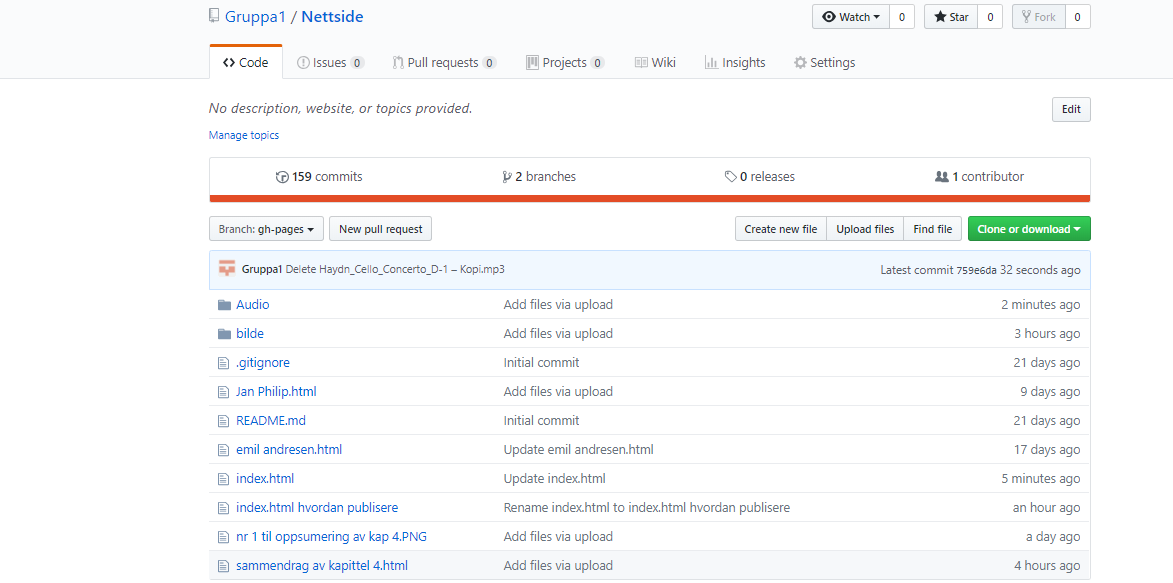 Gruppa1 / Nettside
Watch 0 Star 0 Fork 0
Code Issues 0 Pull requests 0 Projects 0 Wiki Insights Settings
No description, website, or topics provided. Edit
Manage topics
159 commits 2 branches 0 releases 1 contributor
Branch: gh-pages New pull request Create new file Upload files Find file Clone or download
Gruppa1 Delete Haydn_Cello_Concerto_D-1 – Kopi.mp3 Latest commit 759e6da 32 seconds ago
Audio Add files via upload 2 minutes ago
bilde Add files via upload 3 hours ago
.gitignore Initial commit 21 days ago
Jan Philip.html Add files via upload 9 days ago
README.md Initial commit 21 days ago
emil andresen.html Update emil andresen.html 17 days ago
index.html Update index.html 5 minutes ago
index.html hvordan publisere Rename index.html to index.html hvordan publisere an hour ago
nr 1 til oppsumering av kap 4.PNG Add files via upload a day ago
sammendrag av kapittel 4.html Add files via upload 4 hours ago